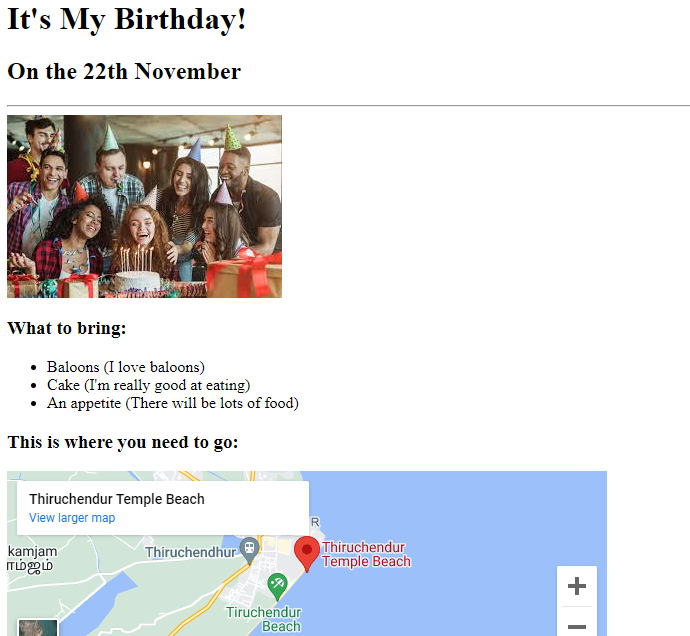 It's My Birthday!
On the 22th November
What to bring:
Baloons (I love baloons)
Cake (I'm really good at eating)
An appetite (There will be lots of food)
This is where you need to go:
Thiruchendur Temple Beach
View larger map
R
kamjam
Thiruchendhur
Thiruchendur
Temple Beach
Tiruchendur
Beach